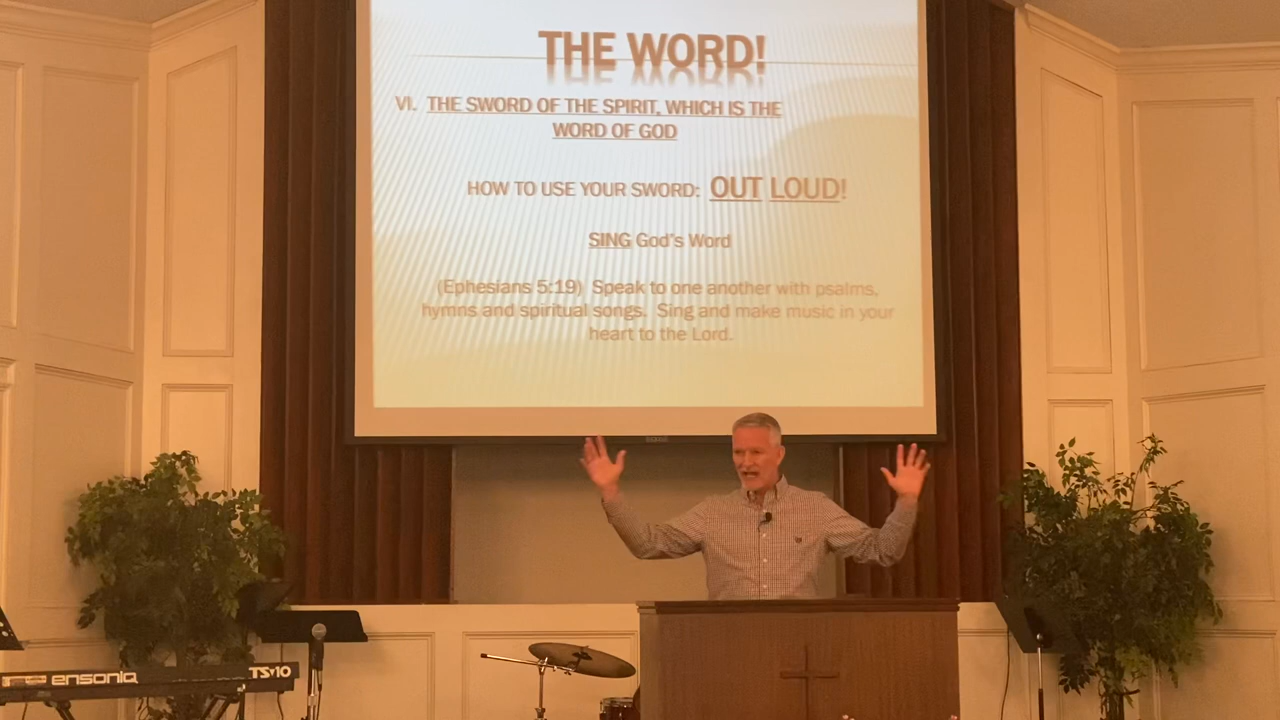 THE WORD!
VI. THE SWORD OF THE SPIRIT, WHICH IS THE
WORD OF GOD
HOW TO USE YOUR SWORD: OUT LOUD!
SING God's Word
(Ephesians 5:19) Speak to one another with psalms,
hymns and spiritual songs. Sing and make music in your
heart to the Lord.
ensoniq
TS-10